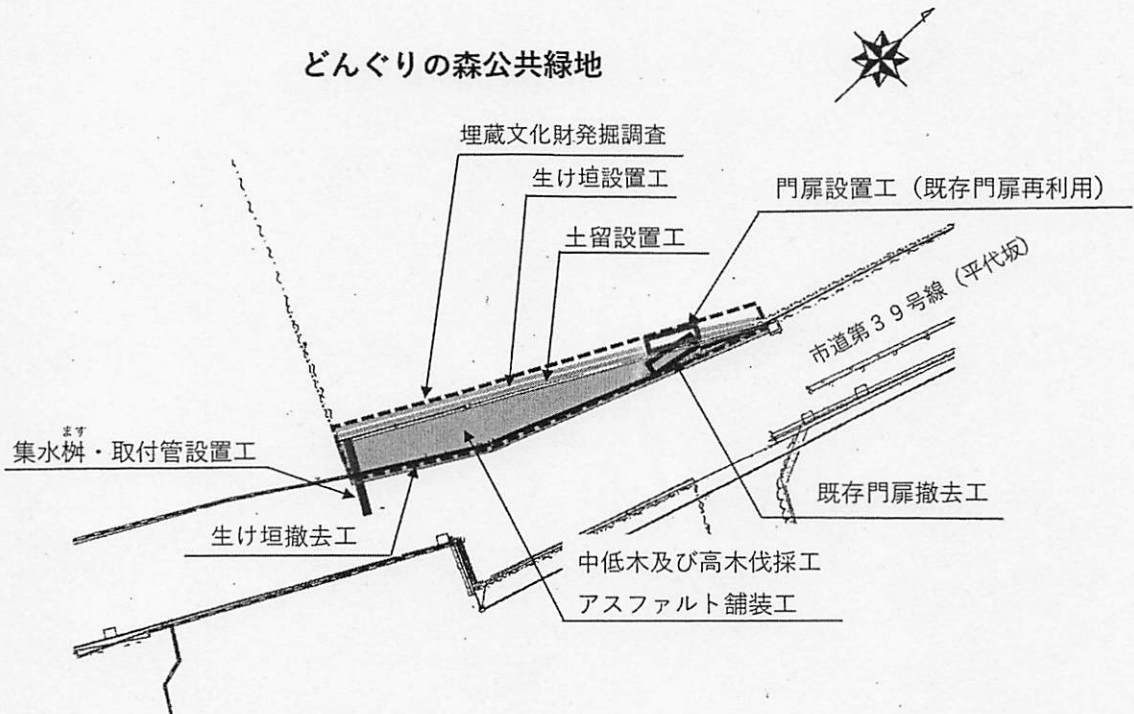 どんぐりの森公共緑地
埋蔵文化財発掘調査
生け垣設置工
土留設置工
門扉設置工（既存門扉再利用）
市道第３９号線（平代坂）
ます
集水桝・取付管設置工
生け垣撤去工
既存門扉撤去工
中低木及び高木伐採工
アスファルト舗装工